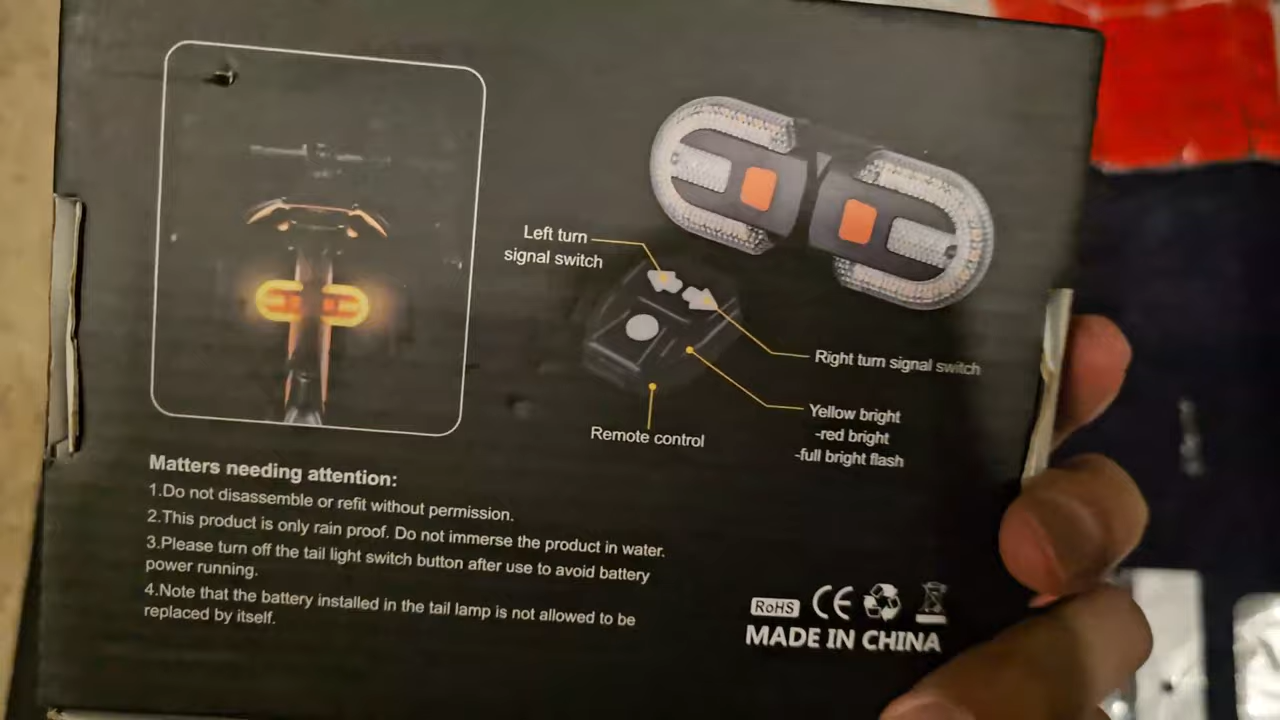 Left turn
signal switch
Right turn signal switch
Yellow bright
-red bright
-full bright flash
Remote control
Matters needing attention:
1.Do not disassemble or refit without permission.
2.This product is only rain proof. Do not immerse the product in water.
3.Please turn off the tail light switch button after use to avoid battery
power running.
4.Note that the battery installed in the tail lamp is not allowed to be
replaced by itself.
RoHS CE
MADE IN CHINA